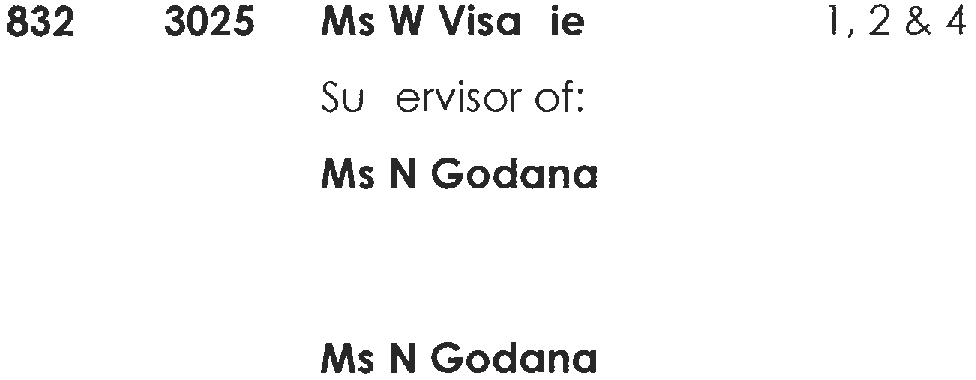 832 3025 Ms W Visa ie 1, 2 & 4
Su ervisor of:
Ms N Godana
Ms N Godana